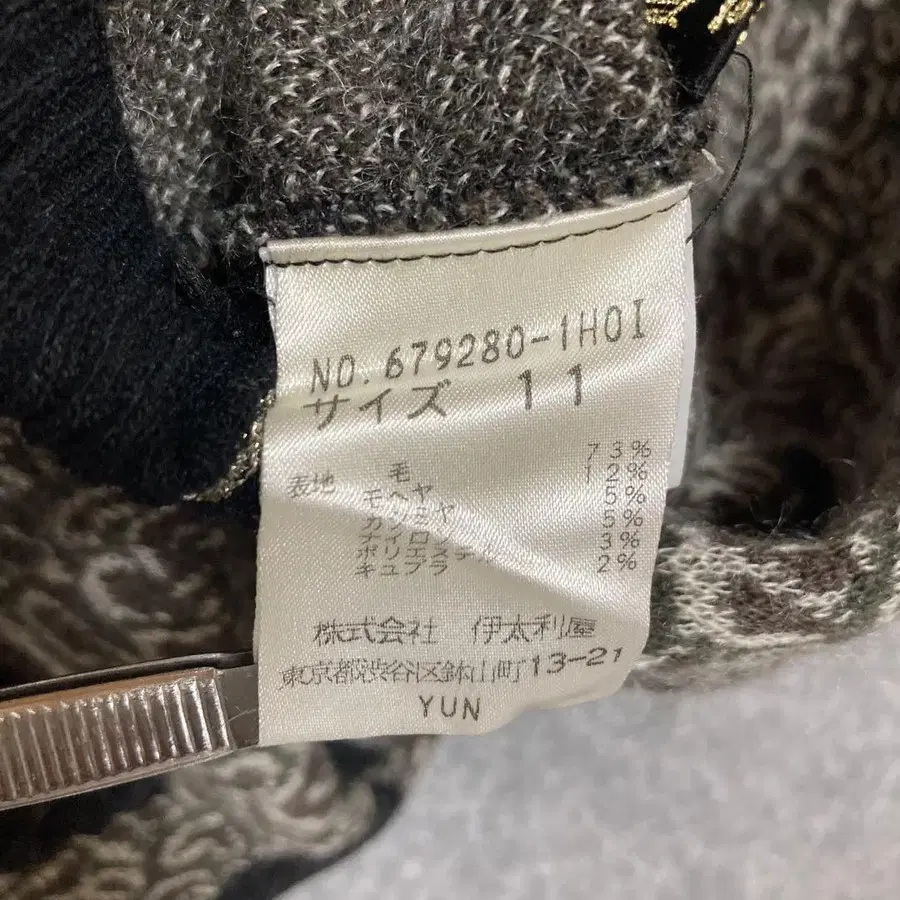 NO. 679280-1H0I
サイズ 11
表地 毛 73%
モヘヤ 12%
カシミヤ 5%
ナイロン 5%
ポリエステル 3%
キュプラ 2%
株式会社 伊太利屋
東京都渋谷区鉢山町13-21
YUN